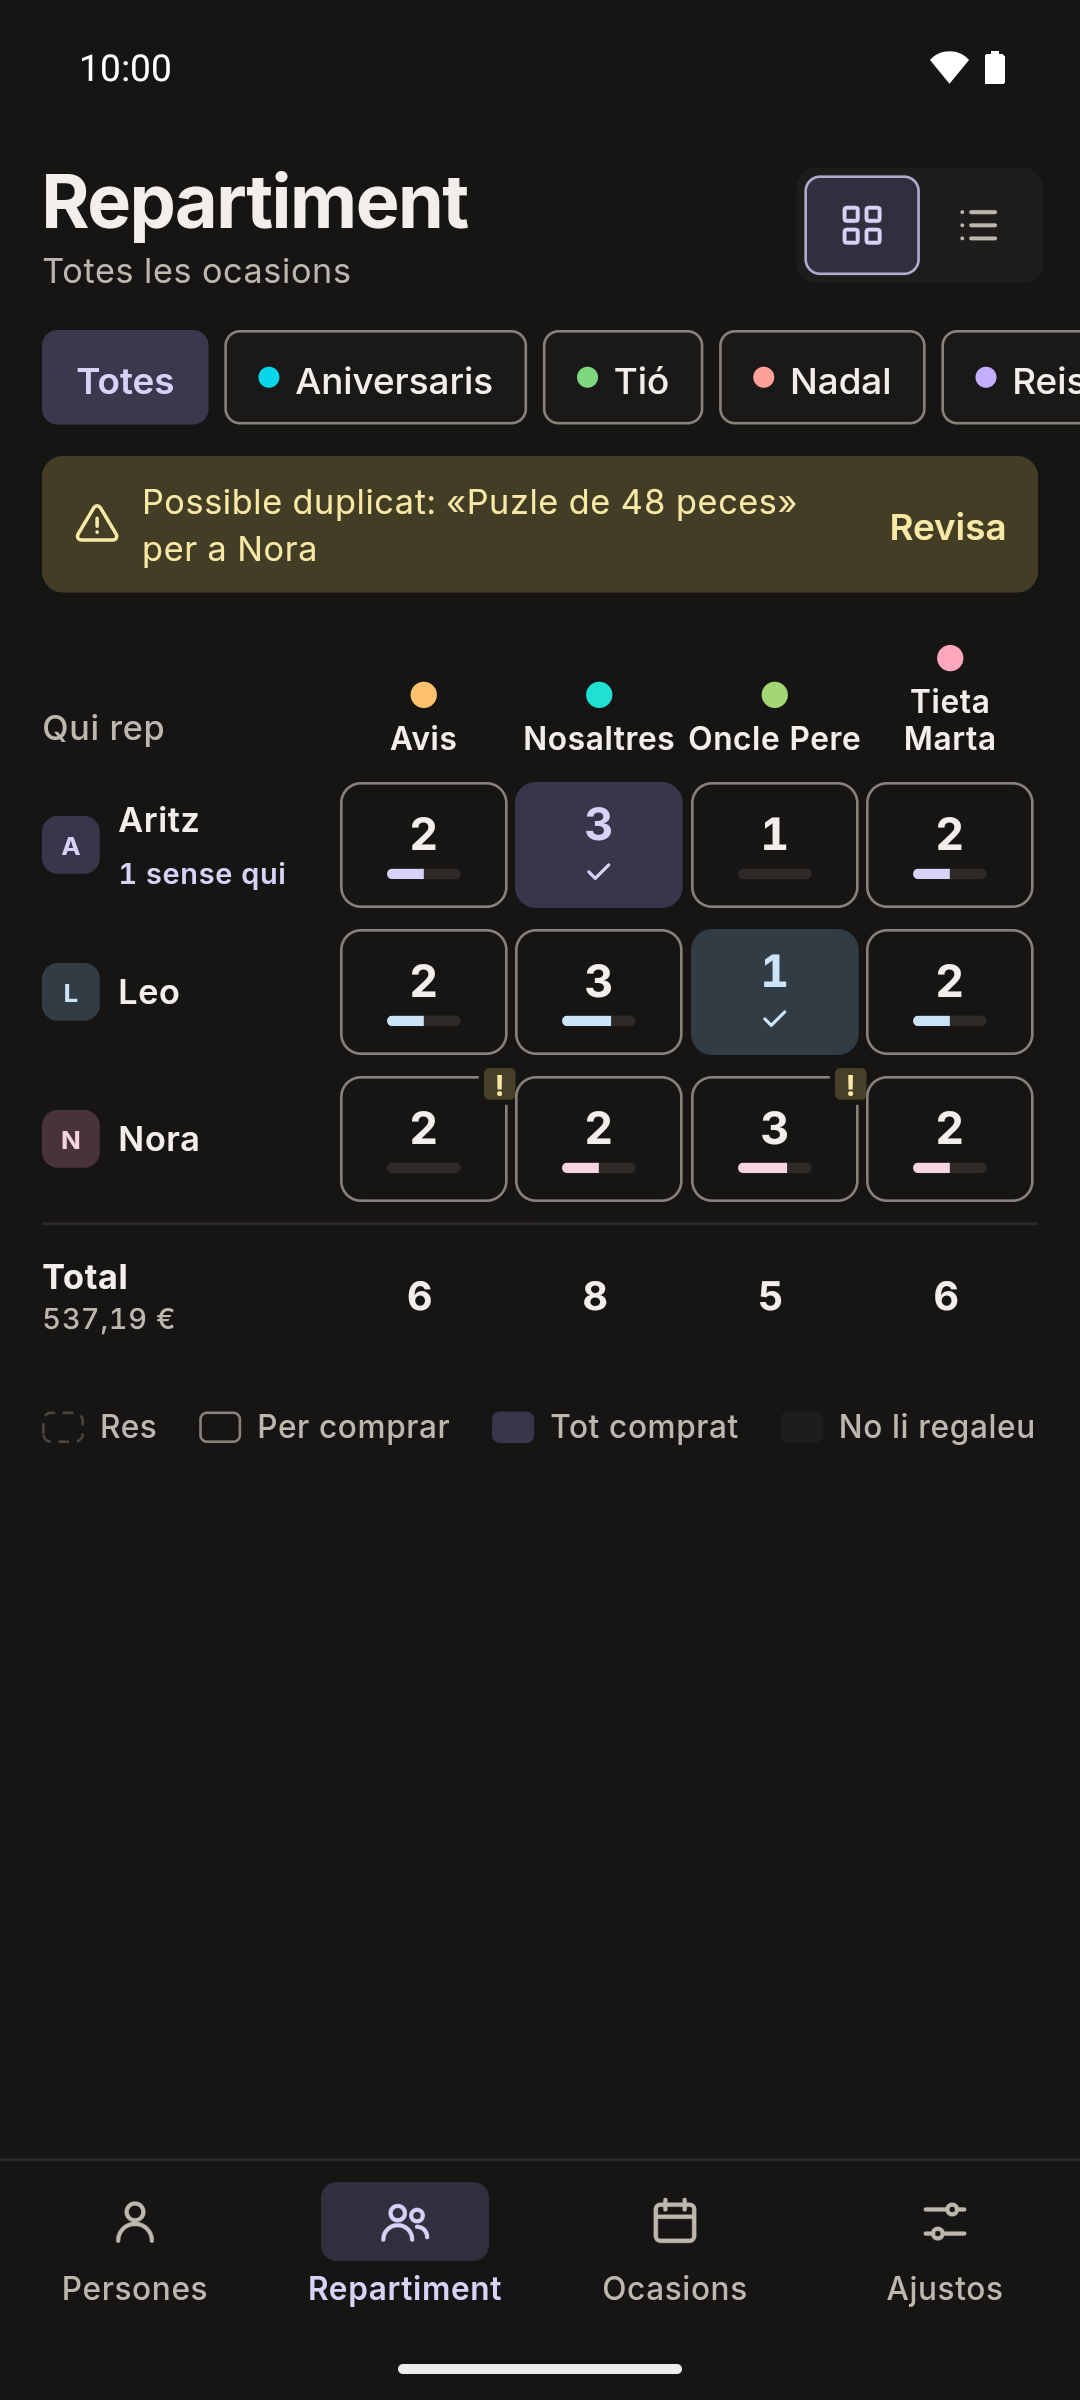 10:00
Repartiment
Totes les ocasions
Totes
Aniversaris
Tió
Nadal
Reis
Possible duplicat: «Puzle de 48 peces»
per a Nora
Revisa
Qui rep
Avis
Nosaltres
Oncle Pere
Tieta
Marta
A
Aritz
1 sense qui
2
3
1
2
L
Leo
2
3
1
2
!
!
N
Nora
2
2
3
2
Total
537,19 €
6
8
5
6
Res
Per comprar
Tot comprat
No li regaleu
Persones
Repartiment
Ocasions
Ajustos